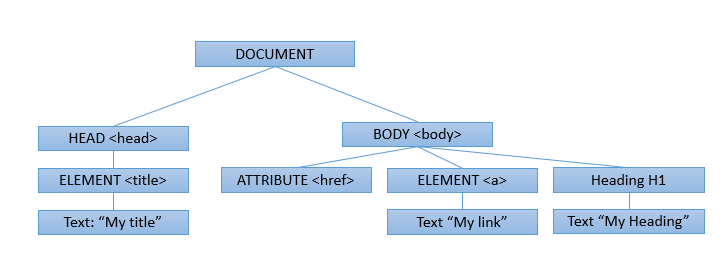 DOCUMENT
HEAD <head>
BODY <body>
ELEMENT <title>
ATTRIBUTE <href>
ELEMENT <a>
Heading H1
Text: “My title”
Text “My link”
Text “My Heading”